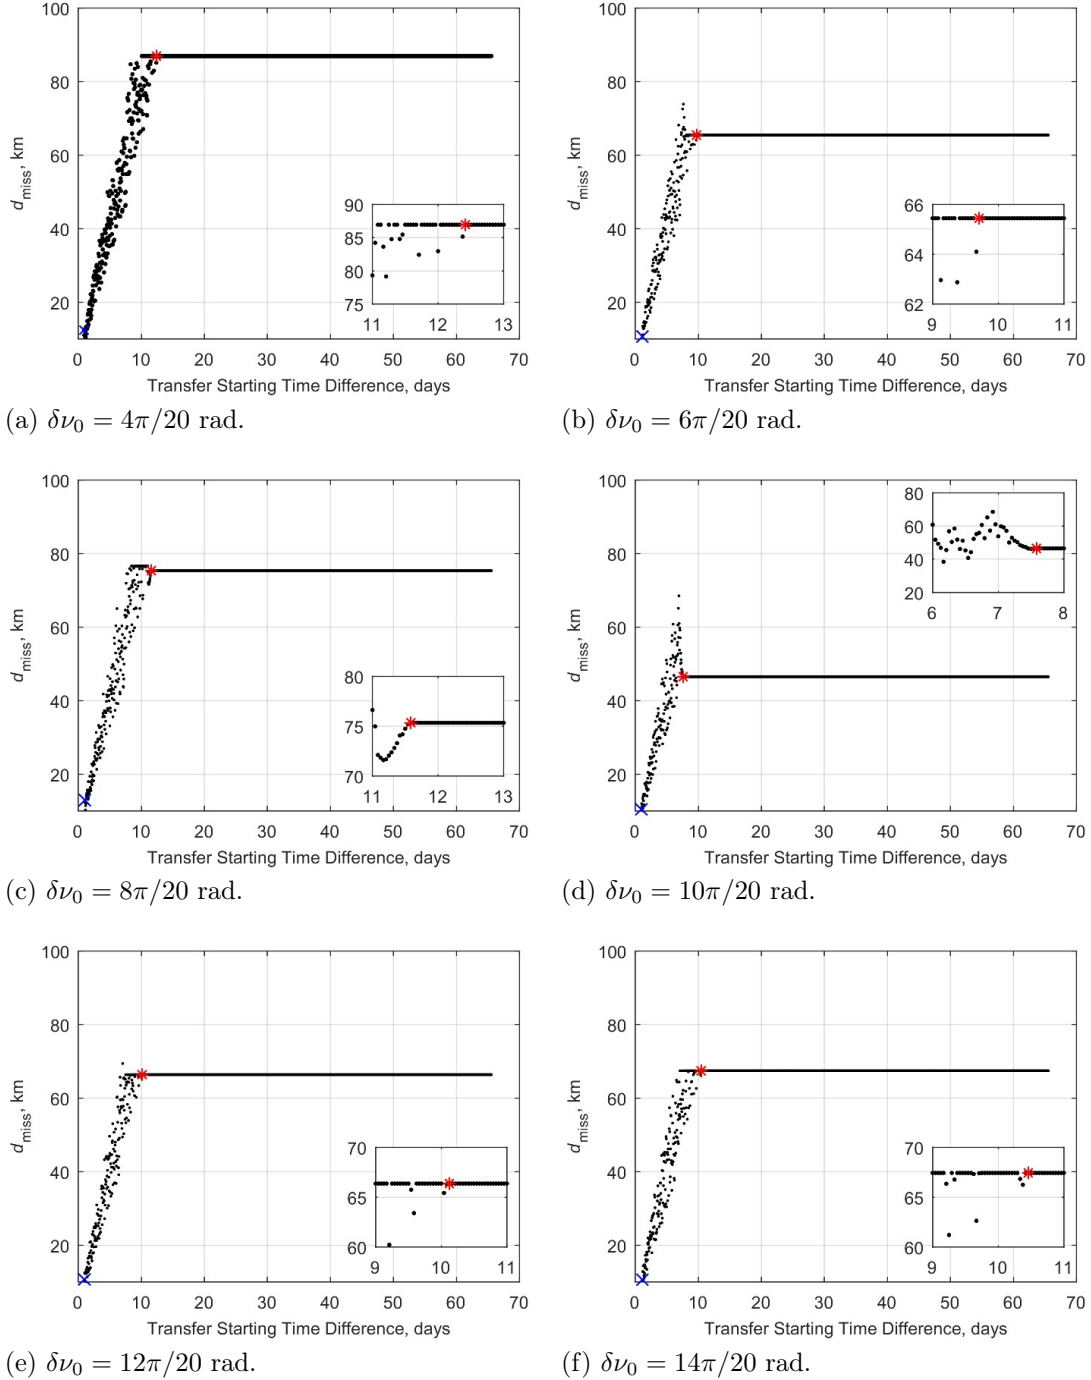 100
80
60
40
20
d_miss, km
90
85
80
75
11 12 13
0 10 20 30 40 50 60 70
Transfer Starting Time Difference, days
(a) δν₀ = 4π/20 rad.
100
80
60
40
20
d_miss, km
66
64
62
9 10 11
0 10 20 30 40 50 60 70
Transfer Starting Time Difference, days
(b) δν₀ = 6π/20 rad.
100
80
60
40
20
d_miss, km
80
75
70
11 12 13
0 10 20 30 40 50 60 70
Transfer Starting Time Difference, days
(c) δν₀ = 8π/20 rad.
100
80
60
40
20
d_miss, km
80
60
40
20
6 7 8
0 10 20 30 40 50 60 70
Transfer Starting Time Difference, days
(d) δν₀ = 10π/20 rad.
100
80
60
40
20
d_miss, km
70
65
60
9 10 11
0 10 20 30 40 50 60 70
Transfer Starting Time Difference, days
(e) δν₀ = 12π/20 rad.
100
80
60
40
20
d_miss, km
70
65
60
9 10 11
0 10 20 30 40 50 60 70
Transfer Starting Time Difference, days
(f) δν₀ = 14π/20 rad.